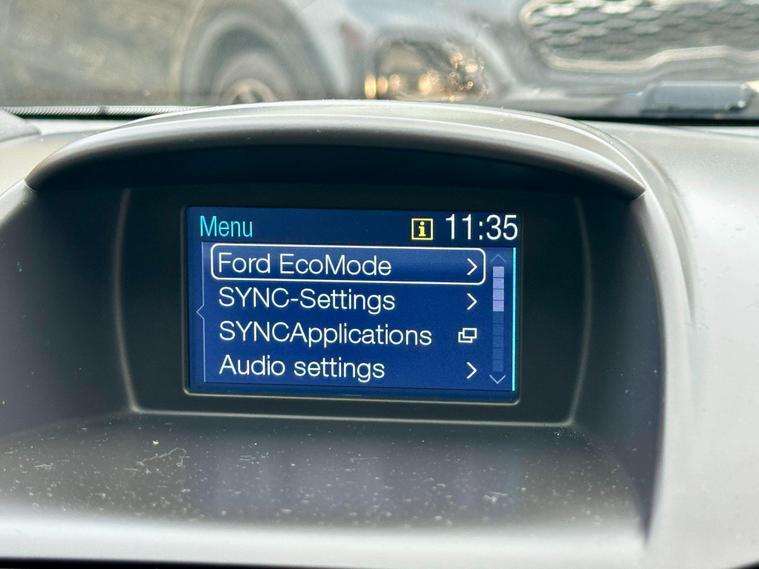 Menu i 11:35
Ford EcoMode
SYNC-Settings
SYNCApplications
Audio settings